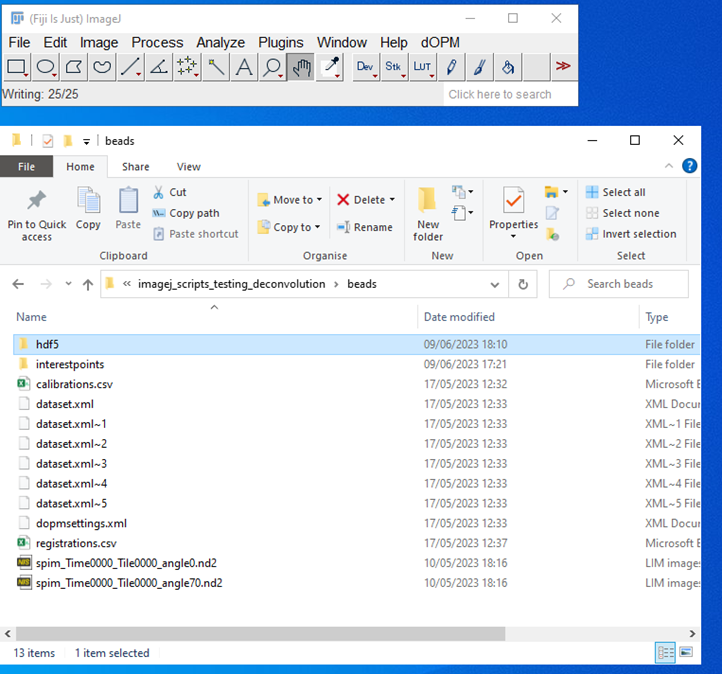 (Fiji Is Just) ImageJ
File Edit Image Process Analyze Plugins Window Help dOPM
Dev Stk LUT
Writing: 25/25 Click here to search
beads
File Home Share View
Pin to Quick access
Copy
Paste
Cut
Copy path
Paste shortcut
Clipboard
Move to
Copy to
Delete
Rename
Organise
New folder
New
Properties
Open
Select all
Select none
Invert selection
Select
« imagej_scripts_testing_deconvolution › beads
Search beads
Name Date modified Type
hdf5 09/06/2023 18:10 File folder
interestpoints 09/06/2023 17:21 File folder
calibrations.csv 17/05/2023 12:32 Microsoft E
dataset.xml 17/05/2023 12:33 XML Docur
dataset.xml~1 17/05/2023 12:33 XML~1 File
dataset.xml~2 17/05/2023 12:33 XML~2 File
dataset.xml~3 17/05/2023 12:33 XML~3 File
dataset.xml~4 17/05/2023 12:33 XML~4 File
dataset.xml~5 17/05/2023 12:33 XML~5 File
dopmsettings.xml 17/05/2023 12:33 XML Docur
registrations.csv 17/05/2023 12:37 Microsoft E
spim_Time0000_Tile0000_angle0.nd2 10/05/2023 18:16 LIM images
spim_Time0000_Tile0000_angle70.nd2 10/05/2023 18:16 LIM images
13 items 1 item selected